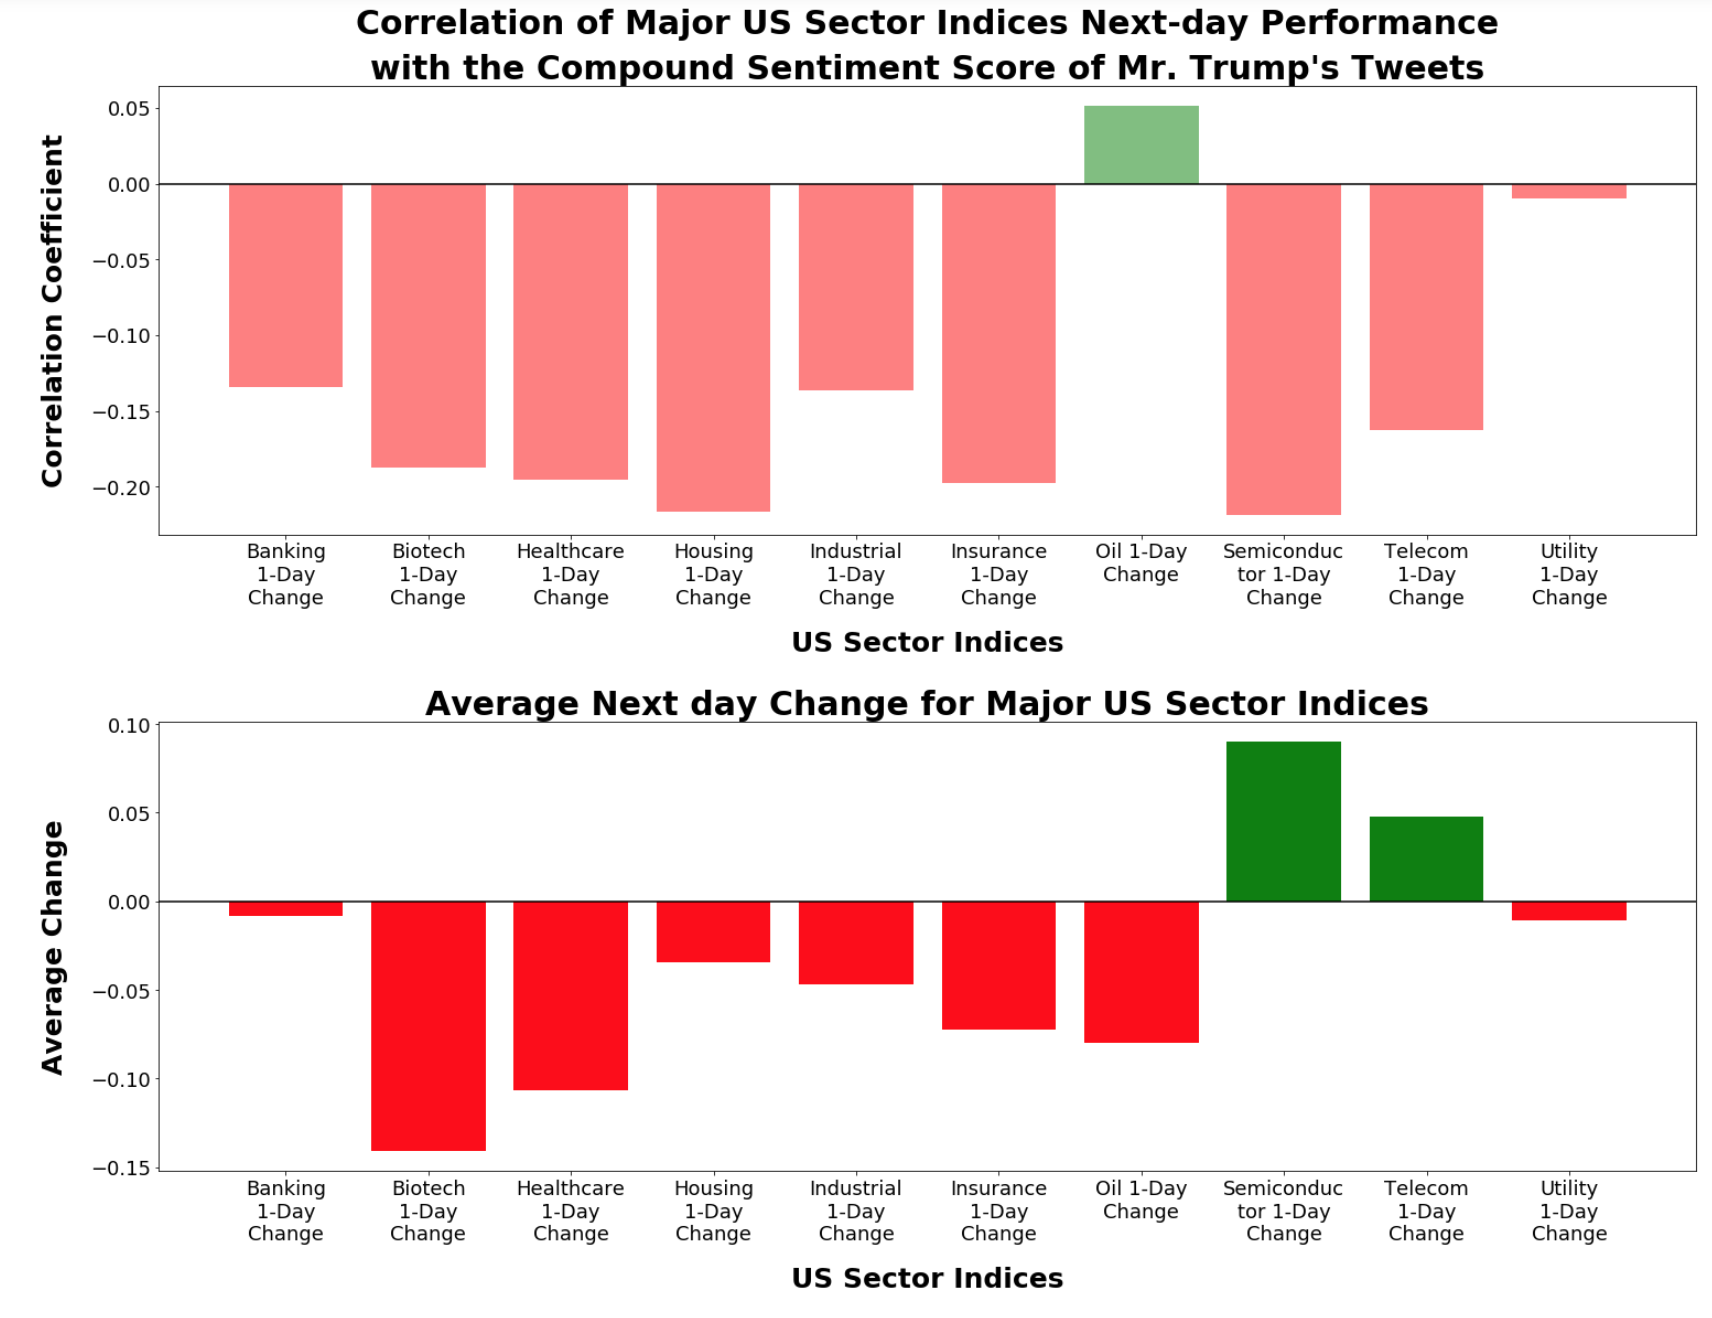 Correlation of Major US Sector Indices Next-day Performance
with the Compound Sentiment Score of Mr. Trump's Tweets
Correlation Coefficient
0.05
0.00
−0.05
−0.10
−0.15
−0.20
Banking Biotech Healthcare Housing Industrial Insurance Oil 1-Day Semiconduc Telecom Utility
1-Day 1-Day 1-Day 1-Day 1-Day 1-Day Change tor 1-Day 1-Day 1-Day
Change Change Change Change Change Change Change Change Change
US Sector Indices
Average Next day Change for Major US Sector Indices
Average Change
0.10
0.05
0.00
−0.05
−0.10
−0.15
Banking Biotech Healthcare Housing Industrial Insurance Oil 1-Day Semiconduc Telecom Utility
1-Day 1-Day 1-Day 1-Day 1-Day 1-Day Change tor 1-Day 1-Day 1-Day
Change Change Change Change Change Change Change Change Change
US Sector Indices